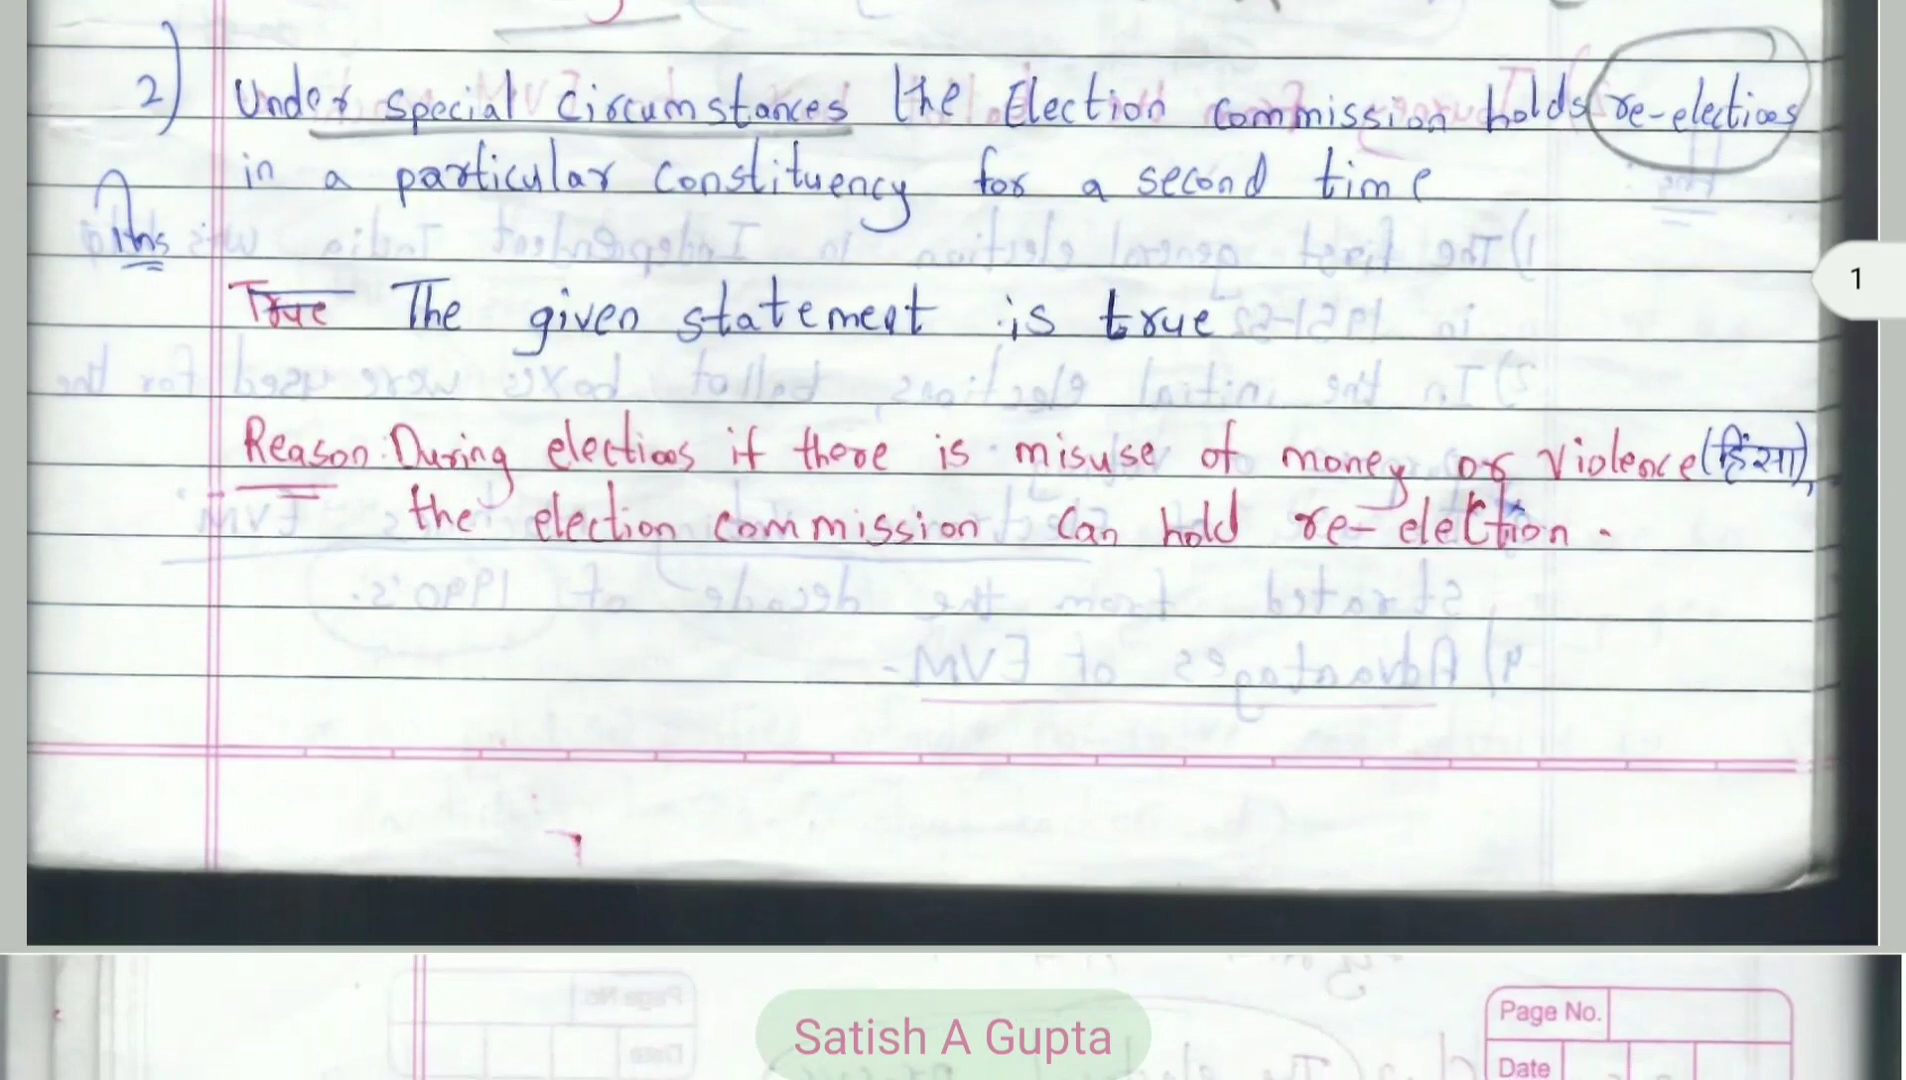 2) Under special Circumstances the Election Commission holds re-elections
in a particular constituency for a second time
Ans
True The given statement is true
Reason: During elections if there is misuse of money or violence (हिंसा),
the election commission can hold re-election.
1
Satish A Gupta
Page No.
Date